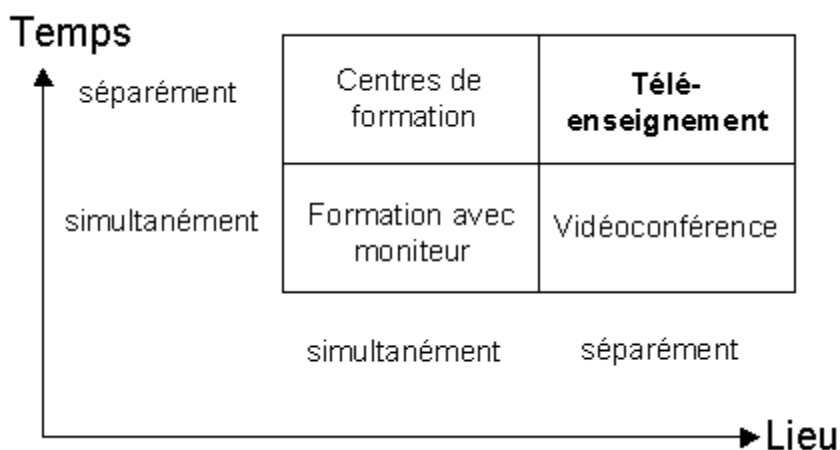 Temps
séparément
Centres de
formation
Télé-
enseignement
simultanément
Formation avec
moniteur
Vidéoconférence
simultanément
séparément
Lieu